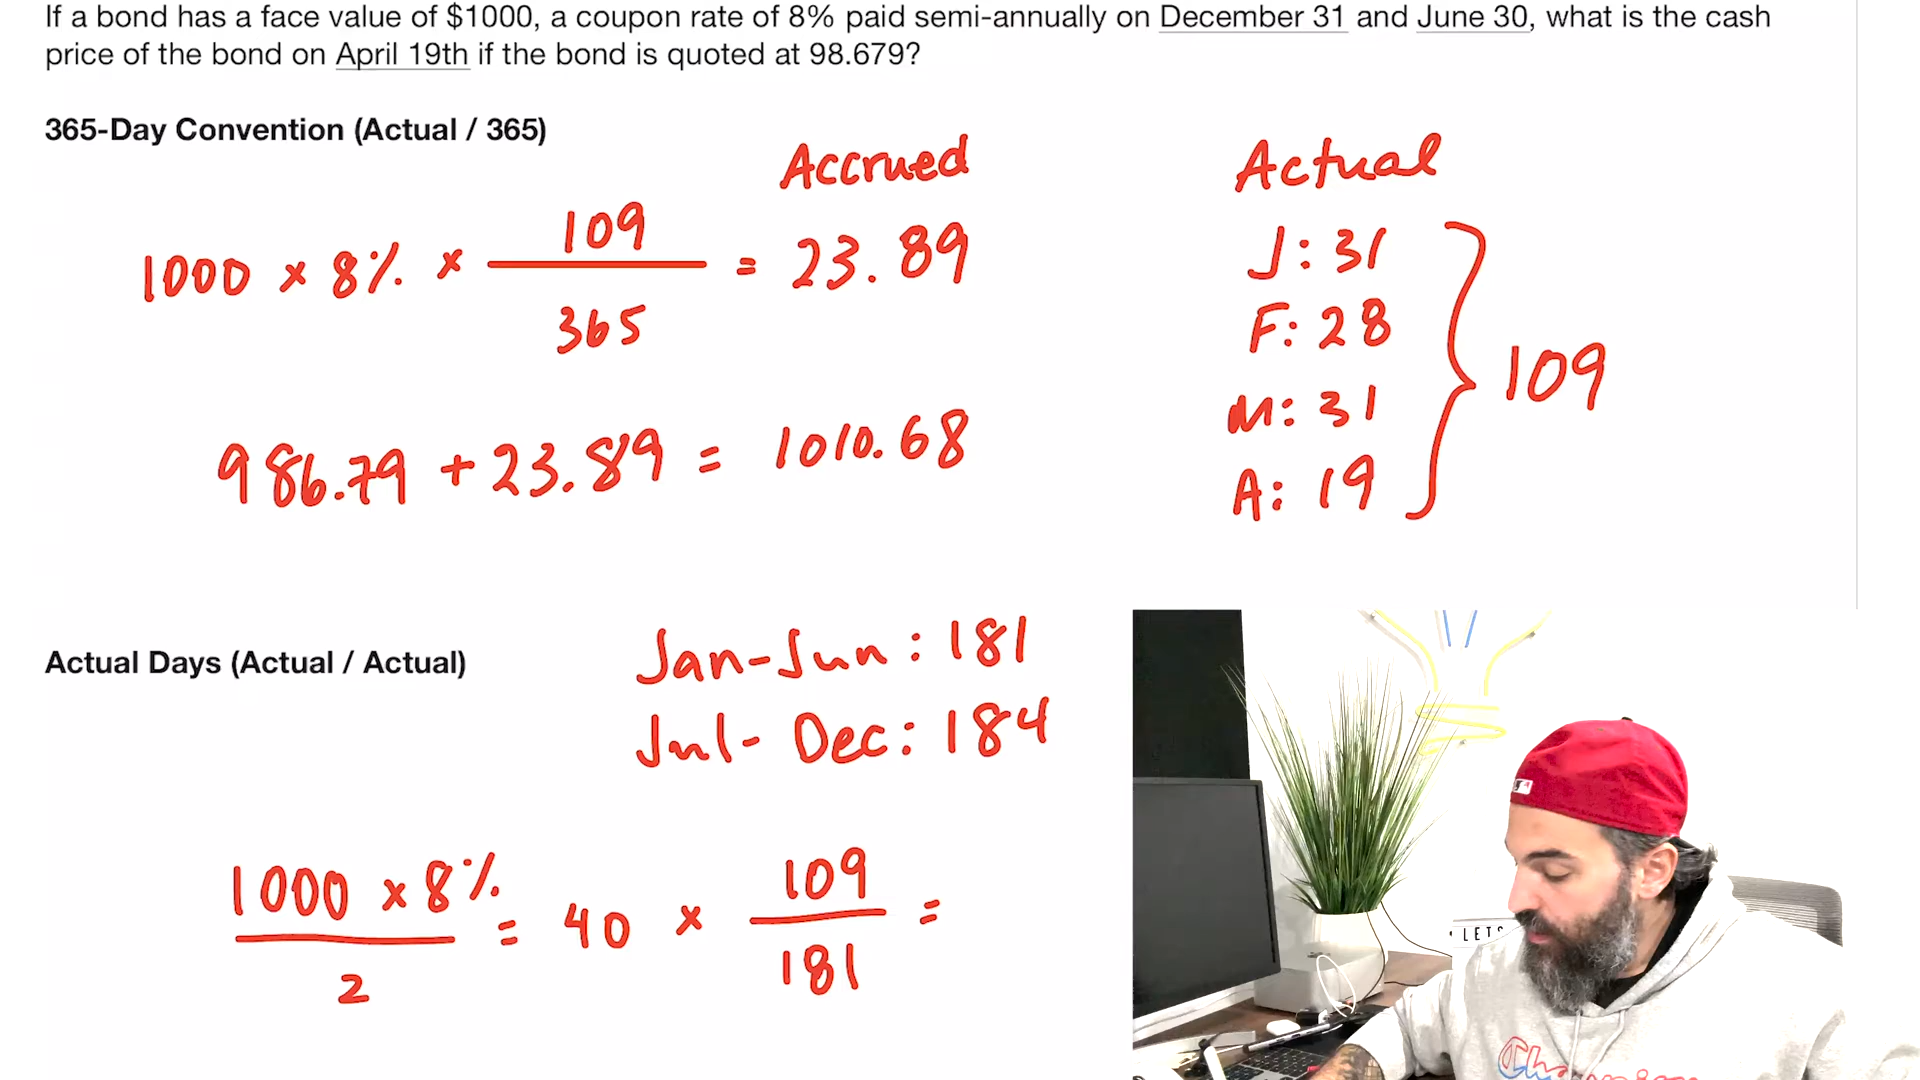 If a bond has a face value of $1000, a coupon rate of 8% paid semi-annually on December 31 and June 30, what is the cash
price of the bond on April 19th if the bond is quoted at 98.679?
365-Day Convention (Actual / 365)
Accrued
1000 × 8% × 109 / 365 = 23.89
986.79 + 23.89 = 1010.68
Actual
J: 31
F: 28
M: 31
A: 19
109
Actual Days (Actual / Actual)
Jan-Jun: 181
Jul- Dec: 184
1000 × 8% / 2 = 40 × 109 / 181 =
LETS